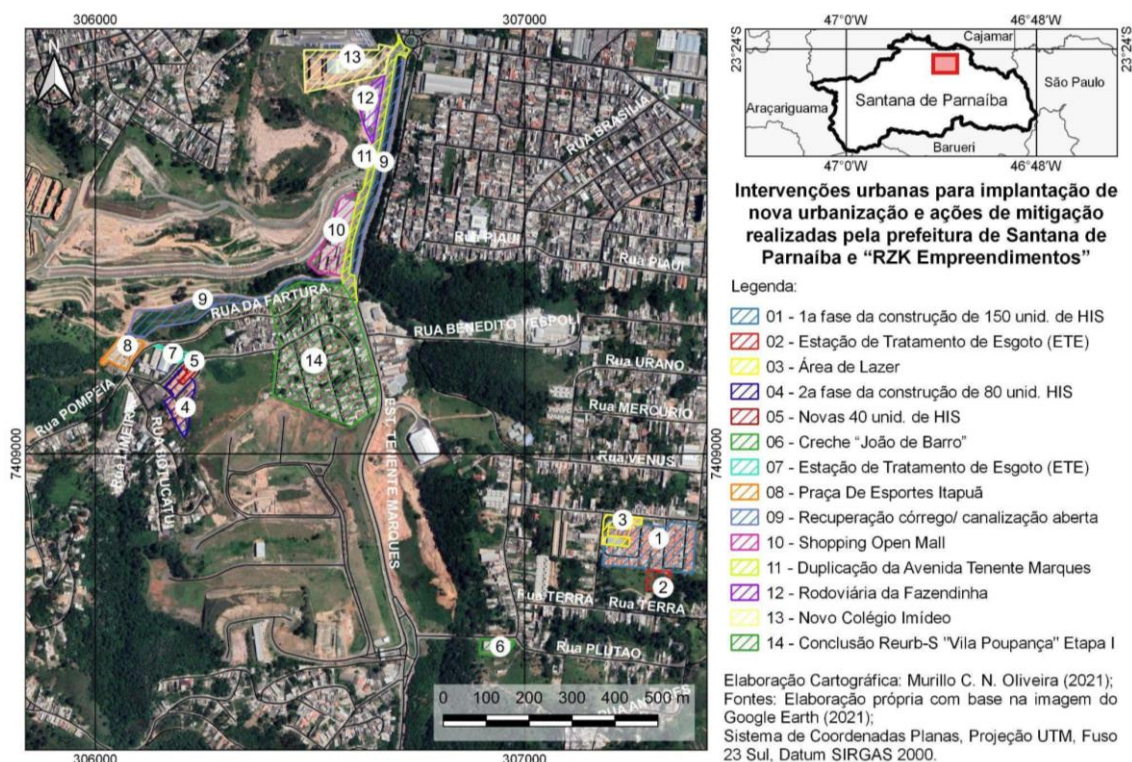 306000
307000
47°0'W
46°48'W
23°24'S
23°24'S
Cajamar
São Paulo
Araçariguama
Santana de Parnaíba
Barueri
47°0'W
46°48'W
N
13
12
11
9
10
9
8
7
5
4
14
3
1
2
6
RUA BRASÍLIA
Rua PIAUI
Rua PIAUI
RUA DA FARTURA
RUA BENEDITO VESPOLI
Rua URANO
Rua MERCÚRIO
Rua VENUS
Rua POMPEIA
RUA LIMEIRA
RUA BOTUCATU
EST. TENENTE MARQUES
Rua TERRA
Rua TERRA
Rua PLUTAO
7409000
7409000
0 100 200 300 400 500 m
306000
307000
Intervenções urbanas para implantação de
nova urbanização e ações de mitigação
realizadas pela prefeitura de Santana de
Parnaíba e “RZK Empreendimentos”
Legenda:
01 - 1a fase da construção de 150 unid. de HIS
02 - Estação de Tratamento de Esgoto (ETE)
03 - Área de Lazer
04 - 2a fase da construção de 80 unid. HIS
05 - Novas 40 unid. de HIS
06 - Creche “João de Barro”
07 - Estação de Tratamento de Esgoto (ETE)
08 - Praça De Esportes Itapuã
09 - Recuperação córrego/ canalização aberta
10 - Shopping Open Mall
11 - Duplicação da Avenida Tenente Marques
12 - Rodoviária da Fazendinha
13 - Novo Colégio Imídeo
14 - Conclusão Reurb-S "Vila Poupança" Etapa I
Elaboração Cartográfica: Murillo C. N. Oliveira (2021);
Fontes: Elaboração própria com base na imagem do
Google Earth (2021);
Sistema de Coordenadas Planas, Projeção UTM, Fuso
23 Sul, Datum SIRGAS 2000.